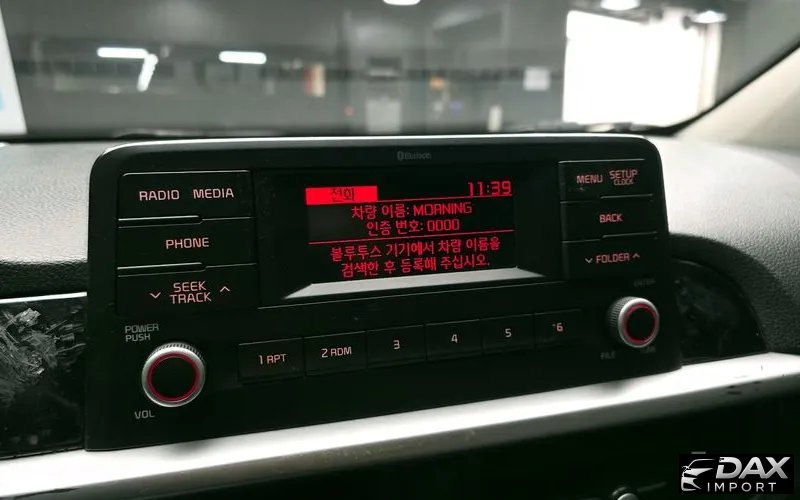 Bluetooth
RADIO MEDIA
PHONE
SEEK
TRACK
전화 11:39
차량 이름: MORNING
인증 번호: 0000
블루투스 기기에서 차량 이름을
검색한 후 등록해 주십시오.
MENU SETUP
CLOCK
BACK
FOLDER
POWER
PUSH
VOL
1 RPT 2 RDM 3 4 5 6
ENTER
FILE
DAX
IMPORT